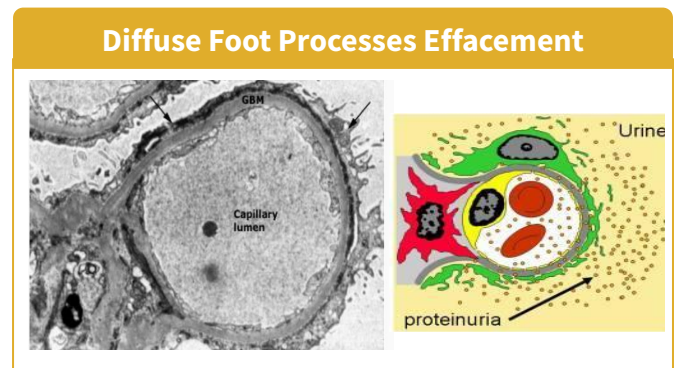 Diffuse Foot Processes Effacement
GBM
Capillary
lumen
Urine
proteinuria